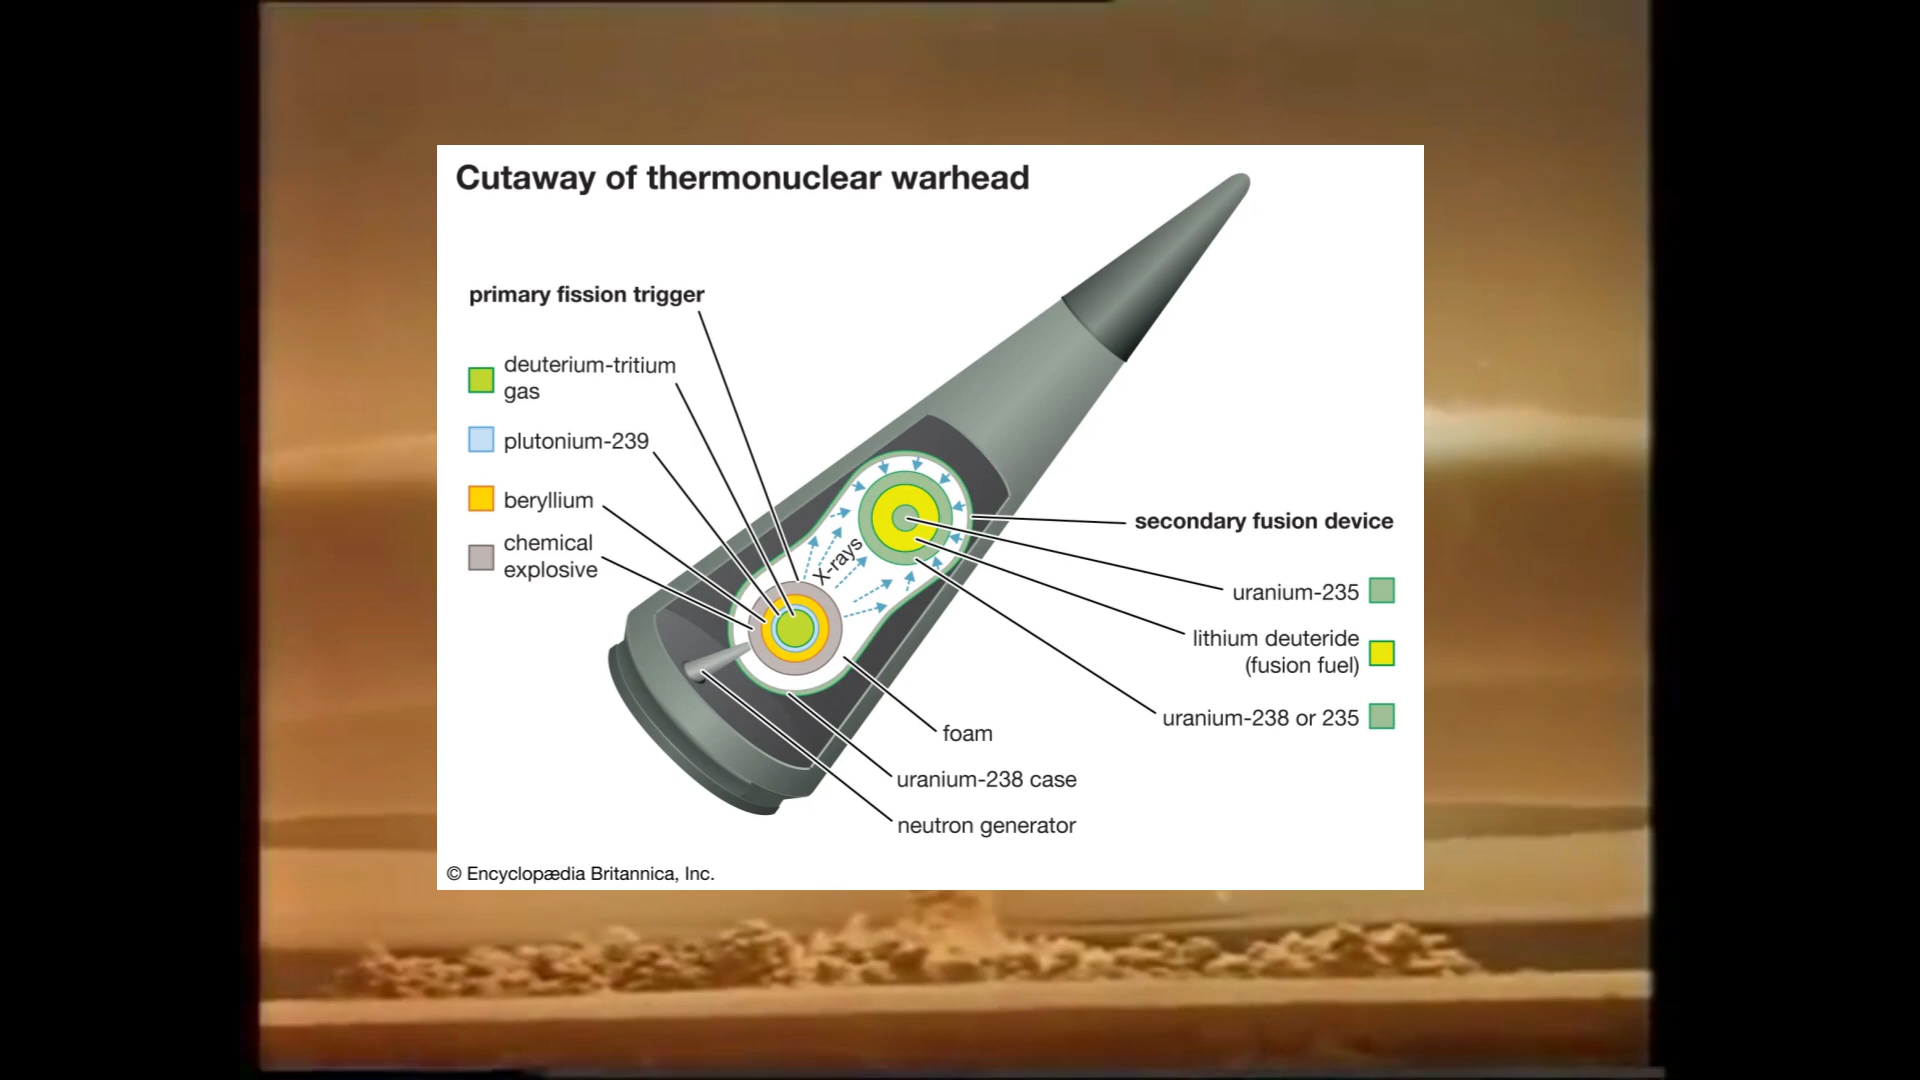 Cutaway of thermonuclear warhead
primary fission trigger
deuterium-tritium
gas
plutonium-239
beryllium
chemical
explosive
X-rays
secondary fusion device
uranium-235
lithium deuteride
(fusion fuel)
uranium-238 or 235
foam
uranium-238 case
neutron generator
© Encyclopædia Britannica, Inc.